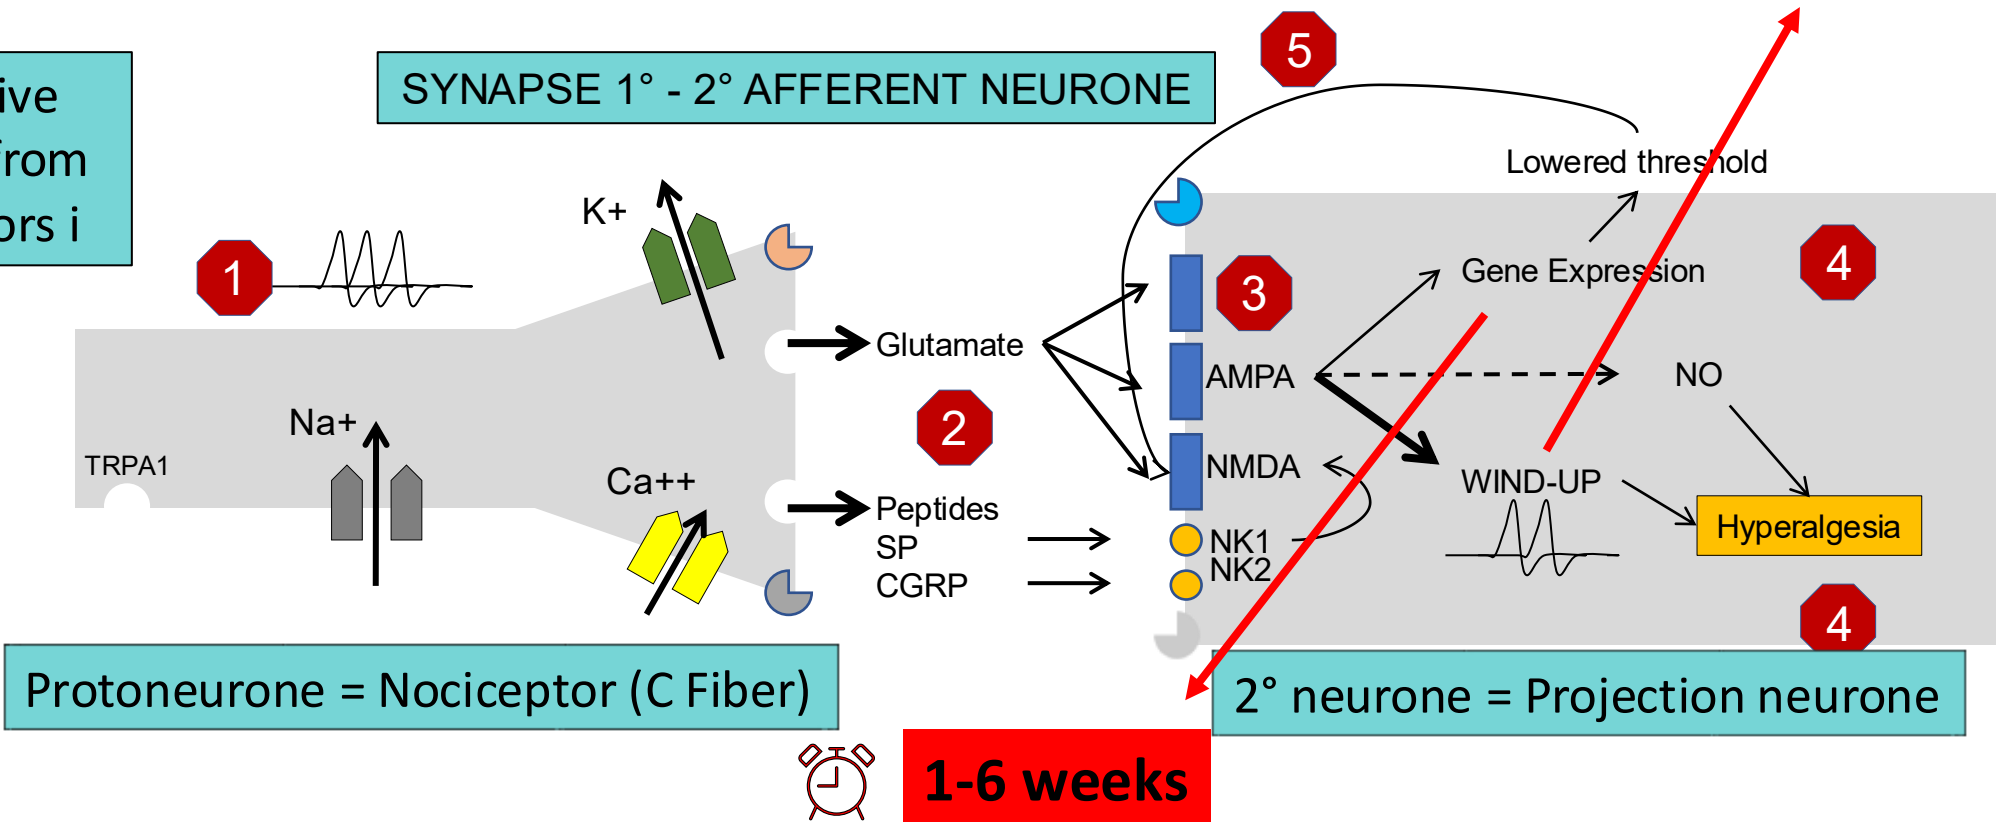 ive
from
ors i
SYNAPSE 1° - 2° AFFERENT NEURONE
5
Lowered threshold
K+
1
3
Gene Expression
4
Glutamate
AMPA
NO
Na+
2
TRPA1
Ca++
NMDA
WIND-UP
Peptides
SP
CGRP
NK1
NK2
Hyperalgesia
4
Protoneurone = Nociceptor (C Fiber)
2° neurone = Projection neurone
1-6 weeks